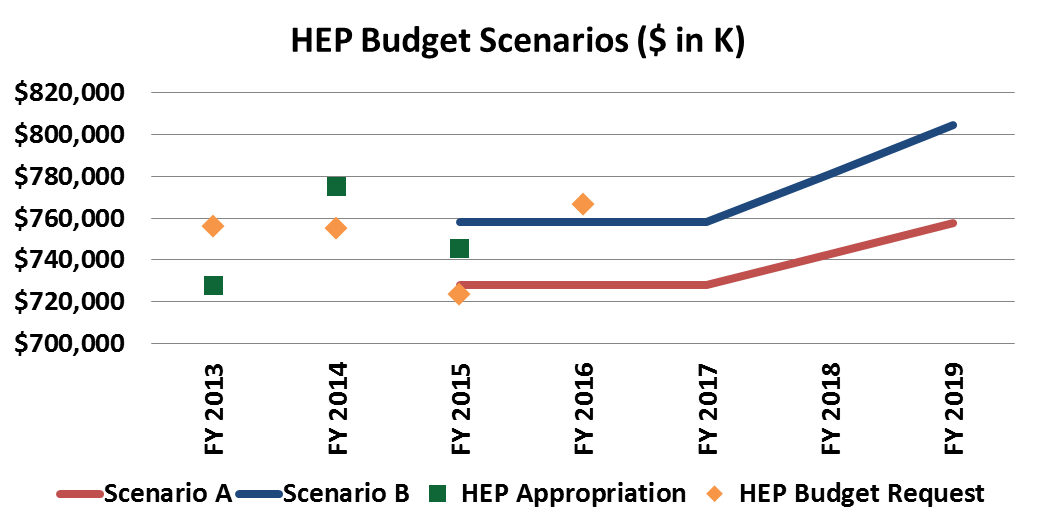 HEP Budget Scenarios ($ in K)
$820,000
$800,000
$780,000
$760,000
$740,000
$720,000
$700,000
FY 2013
FY 2014
FY 2015
FY 2016
FY 2017
FY 2018
FY 2019
Scenario A Scenario B HEP Appropriation HEP Budget Request